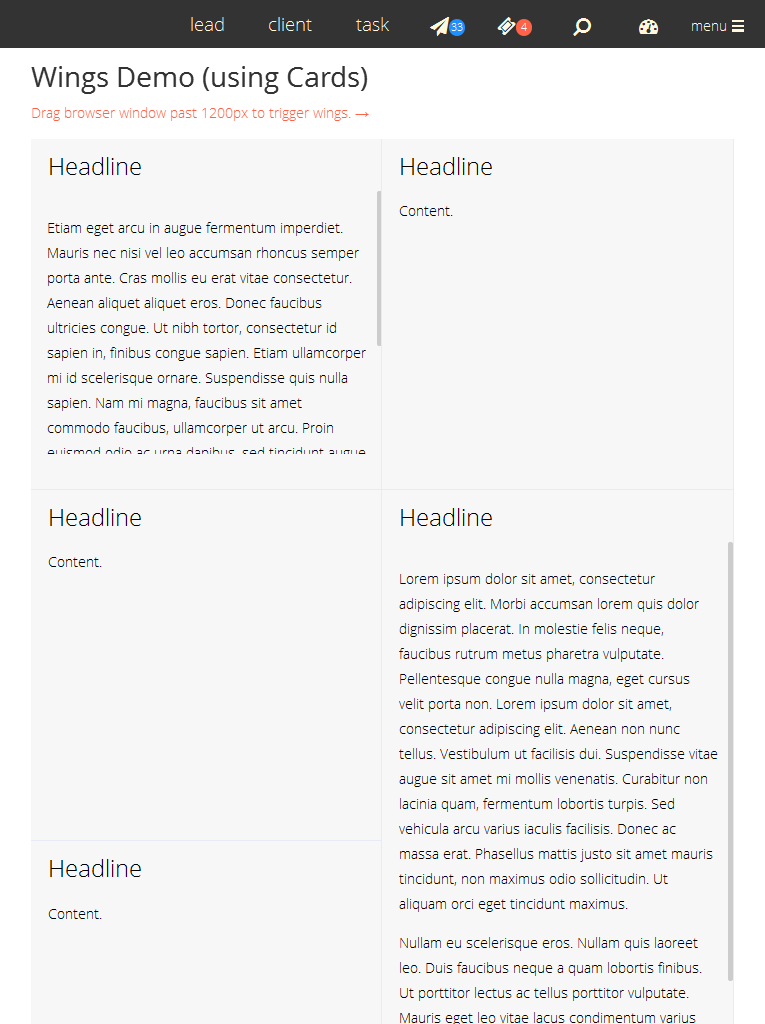 lead client task 33 4 menu
Wings Demo (using Cards)
Drag browser window past 1200px to trigger wings. →
Headline
Etiam eget arcu in augue fermentum imperdiet.
Mauris nec nisi vel leo accumsan rhoncus semper
porta ante. Cras mollis eu erat vitae consectetur.
Aenean aliquet aliquet eros. Donec faucibus
ultricies congue. Ut nibh tortor, consectetur id
sapien in, finibus congue sapien. Etiam ullamcorper
mi id scelerisque ornare. Suspendisse quis nulla
sapien. Nam mi magna, faucibus sit amet
commodo faucibus, ullamcorper ut arcu. Proin
euismod odio ac urna dapibus, sed tincidunt augue
Headline
Content.
Headline
Content.
Headline
Lorem ipsum dolor sit amet, consectetur
adipiscing elit. Morbi accumsan lorem quis dolor
dignissim placerat. In molestie felis neque,
faucibus rutrum metus pharetra vulputate.
Pellentesque congue nulla magna, eget cursus
velit porta non. Lorem ipsum dolor sit amet,
consectetur adipiscing elit. Aenean non nunc
tellus. Vestibulum ut facilisis dui. Suspendisse vitae
augue sit amet mi mollis venenatis. Curabitur non
lacinia quam, fermentum lobortis turpis. Sed
vehicula arcu varius iaculis facilisis. Donec ac
massa erat. Phasellus mattis justo sit amet mauris
tincidunt, non maximus odio sollicitudin. Ut
aliquam orci eget tincidunt maximus.
Nullam eu scelerisque eros. Nullam quis laoreet
leo. Duis faucibus neque a quam lobortis finibus.
Ut porttitor lectus ac tellus porttitor vulputate.
Mauris eget leo vitae lacus condimentum varius
Headline
Content.